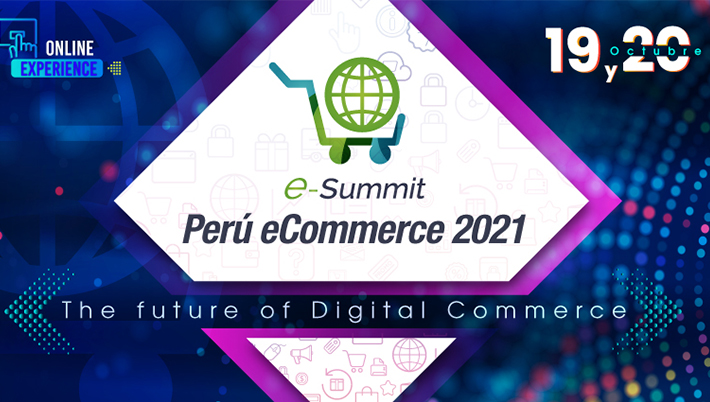 ONLINE
EXPERIENCE
19 y 20
Octubre
e-Summit
Perú eCommerce 2021
The future of Digital Commerce